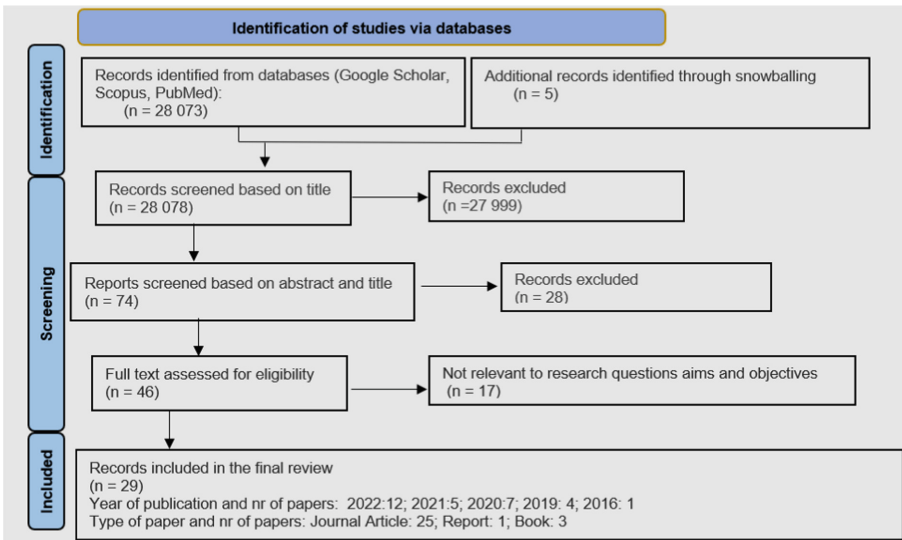 Identification of studies via databases
Identification
Records identified from databases (Google Scholar,
Scopus, PubMed):
(n = 28 073)
Additional records identified through snowballing
(n = 5)
Screening
Records screened based on title
(n = 28 078)
Records excluded
(n =27 999)
Reports screened based on abstract and title
(n = 74)
Records excluded
(n = 28)
Full text assessed for eligibility
(n = 46)
Not relevant to research questions aims and objectives
(n = 17)
Included
Records included in the final review
(n = 29)
Year of publication and nr of papers: 2022:12; 2021:5; 2020:7; 2019: 4; 2016: 1
Type of paper and nr of papers: Journal Article: 25; Report: 1; Book: 3